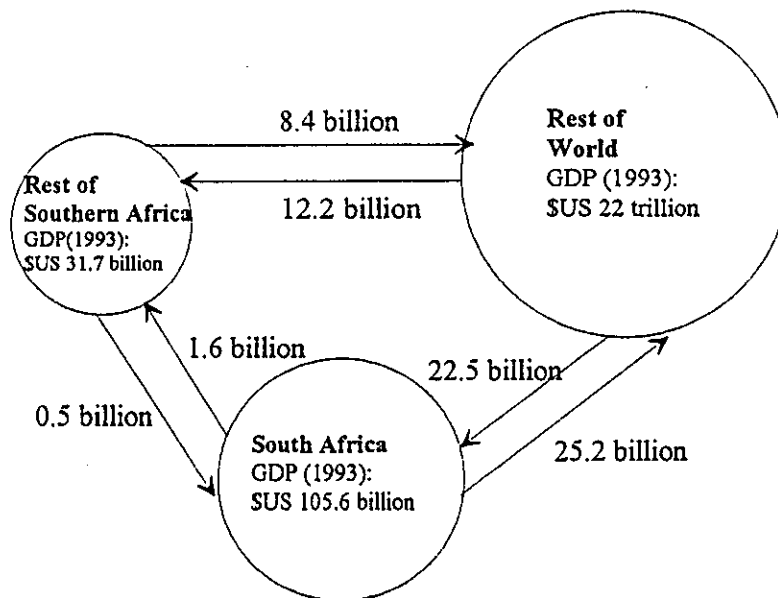 8.4 billion
Rest of
World
GDP (1993):
$US 22 trillion
12.2 billion
Rest of
Southern Africa
GDP(1993):
$US 31.7 billion
1.6 billion
0.5 billion
22.5 billion
25.2 billion
South Africa
GDP (1993):
$US 105.6 billion